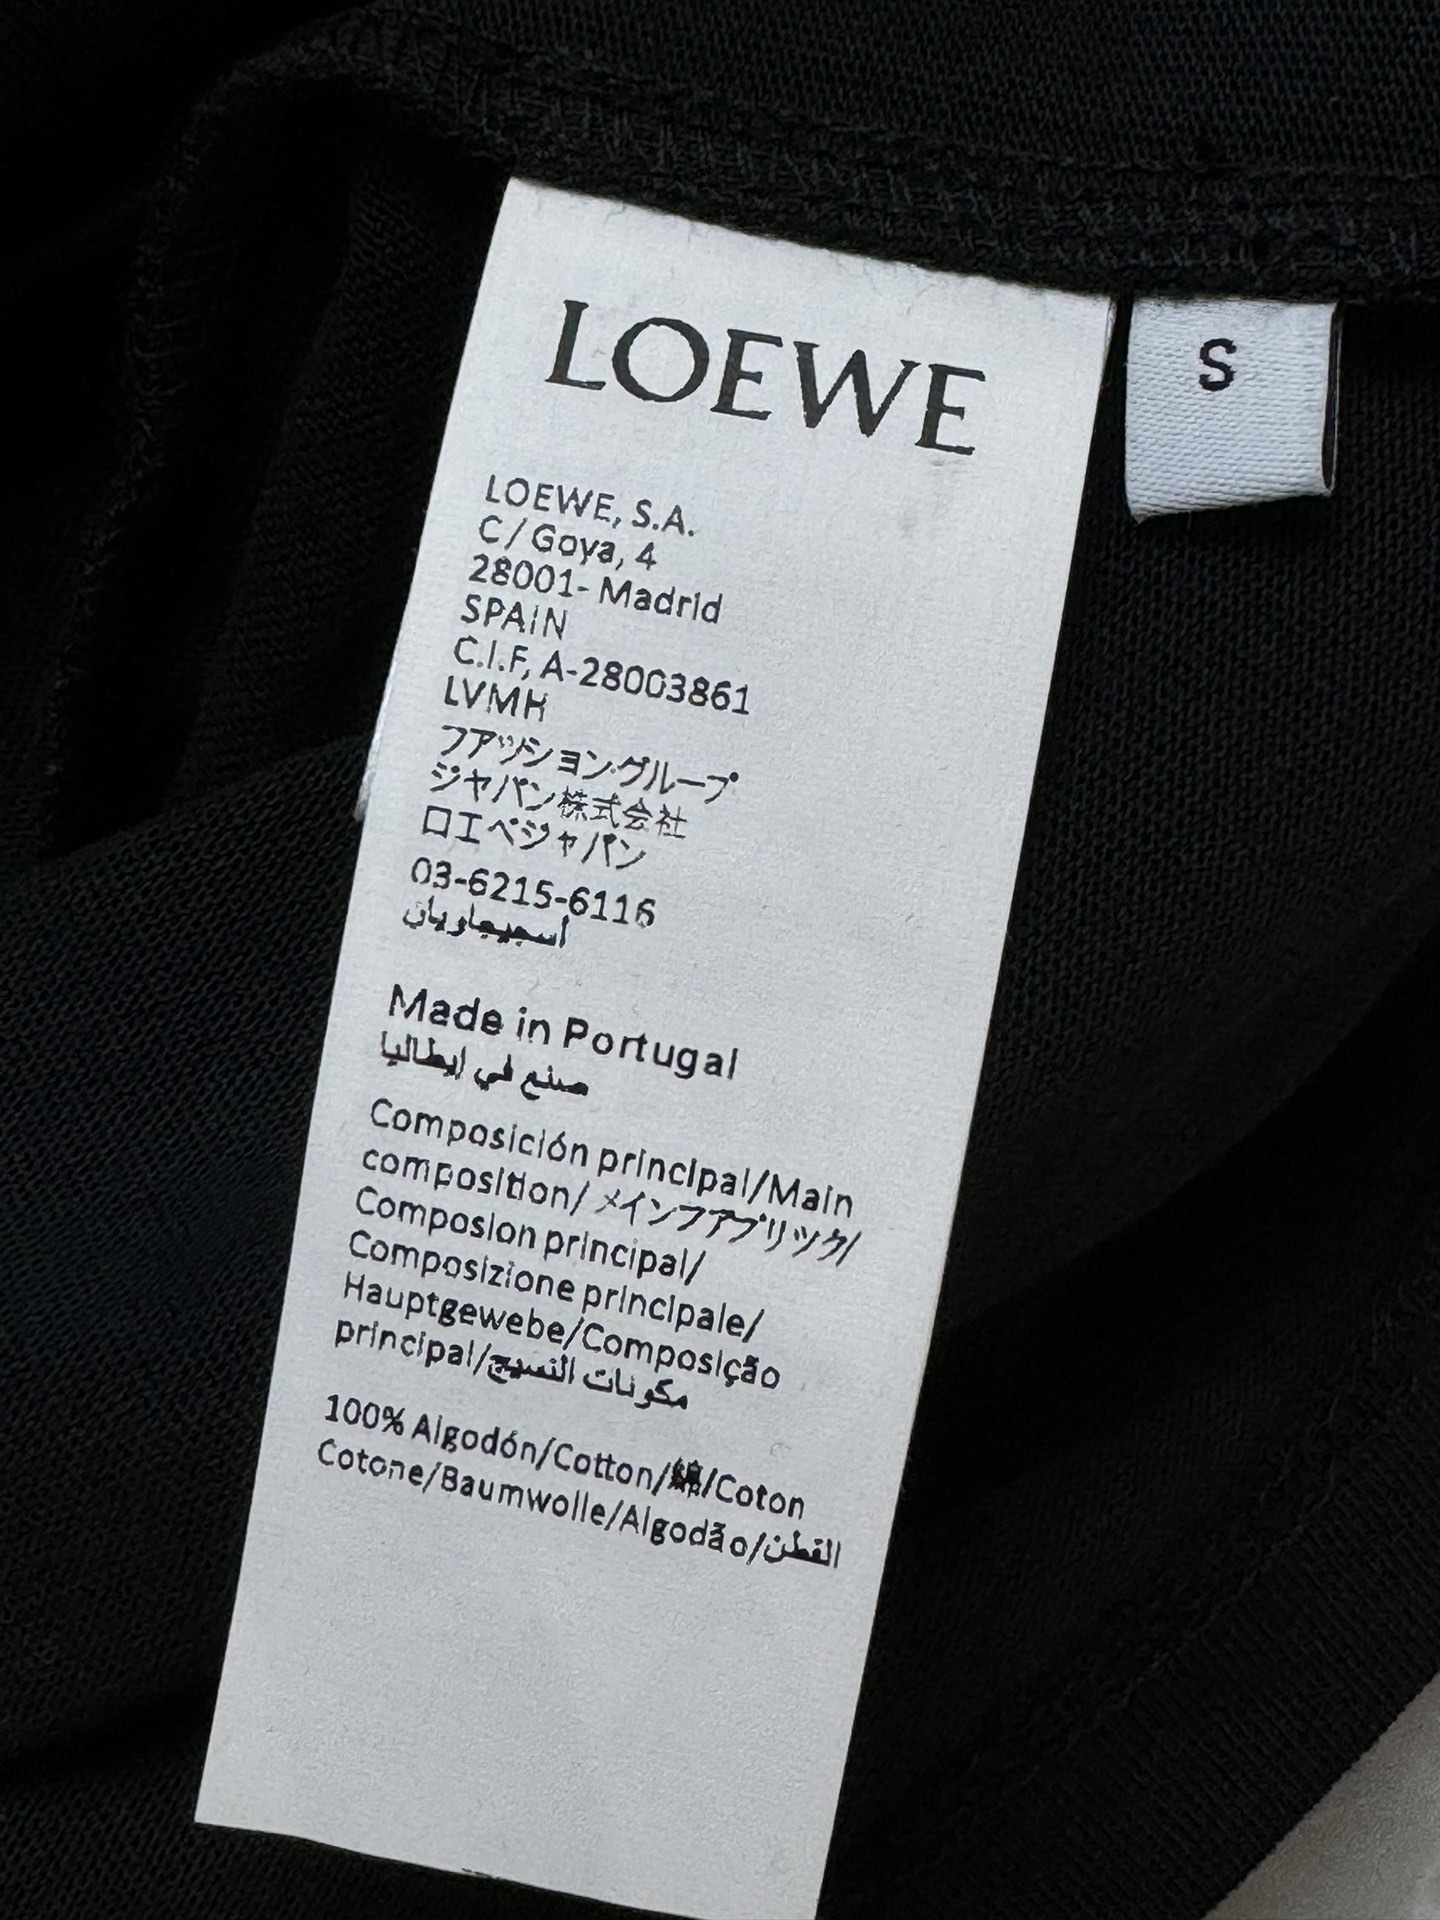 LOEWE
S
LOEWE, S.A.
C/ Goya, 4
28001- Madrid
SPAIN
C.I.F, A-28003861
LVMH
フアッション.グループ
ジャパン株式会社
ロエベジャパン
03-6215-6116
أسجيجاويان
Made in Portugal
صنع في إيطاليا
Composición principal/Main
composition/ メインフアブリック/
Composion principal/
Composizione principale/
Hauptgewebe/Composição
principal/مكونات النسيج
100% Algodón/Cotton/綿/Coton
Cotone/Baumwolle/Algodão/القطن